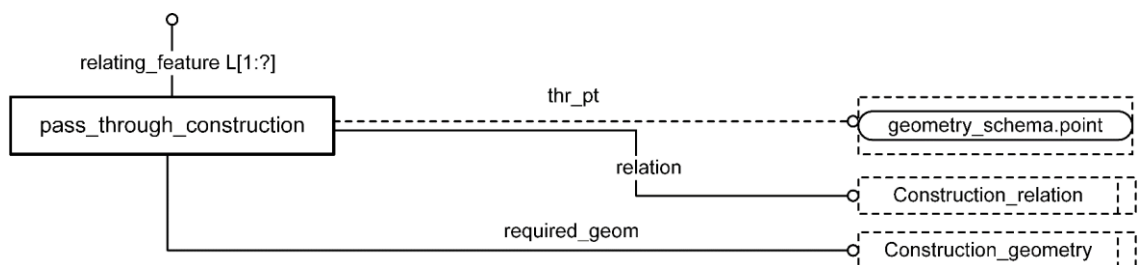 relating_feature L[1:?]
thr_pt
pass_through_construction
geometry_schema.point
relation
Construction_relation
required_geom
Construction_geometry